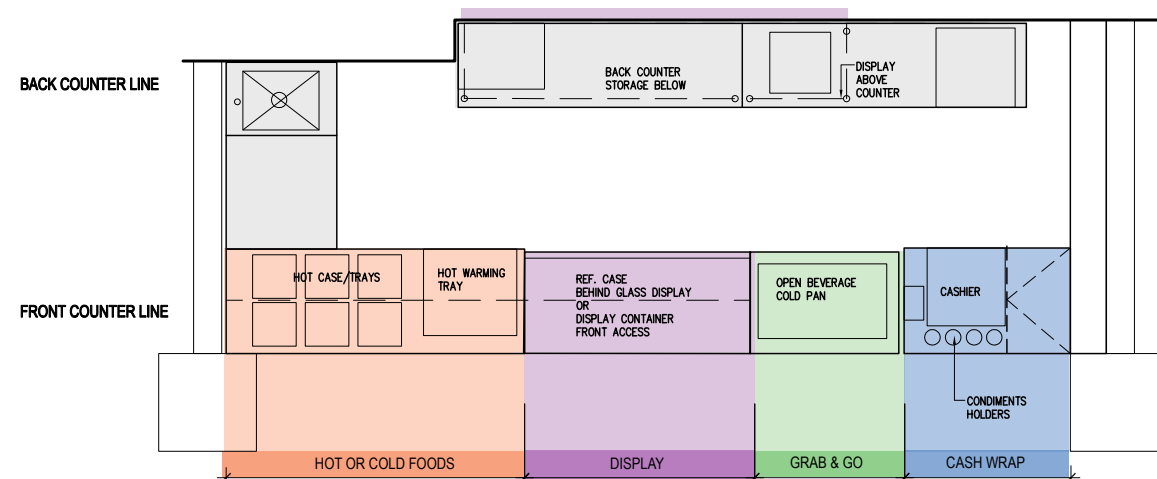 BACK COUNTER LINE
BACK COUNTER
STORAGE BELOW
DISPLAY
ABOVE
COUNTER
FRONT COUNTER LINE
HOT CASE/TRAYS
HOT WARMING
TRAY
REF. CASE
BEHIND GLASS DISPLAY
OR
DISPLAY CONTAINER
FRONT ACCESS
OPEN BEVERAGE
COLD PAN
CASHIER
CONDIMENTS
HOLDERS
HOT OR COLD FOODS
DISPLAY
GRAB & GO
CASH WRAP